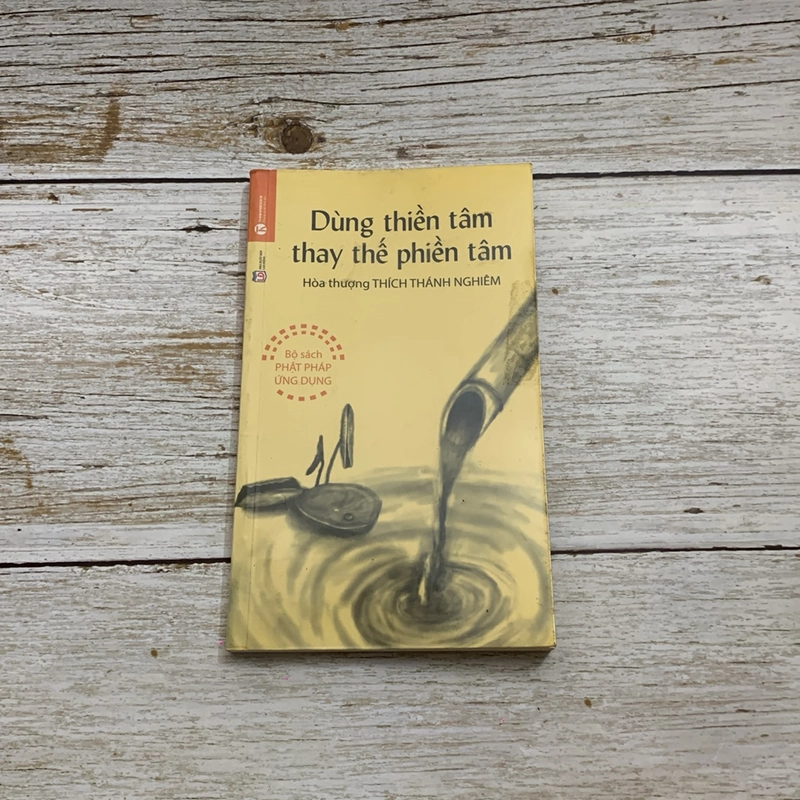 Dùng thiền tâm
thay thế phiền tâm
Hòa thượng THÍCH THÁNH NGHIÊM
Bộ sách
PHẬT PHÁP
ỨNG DỤNG